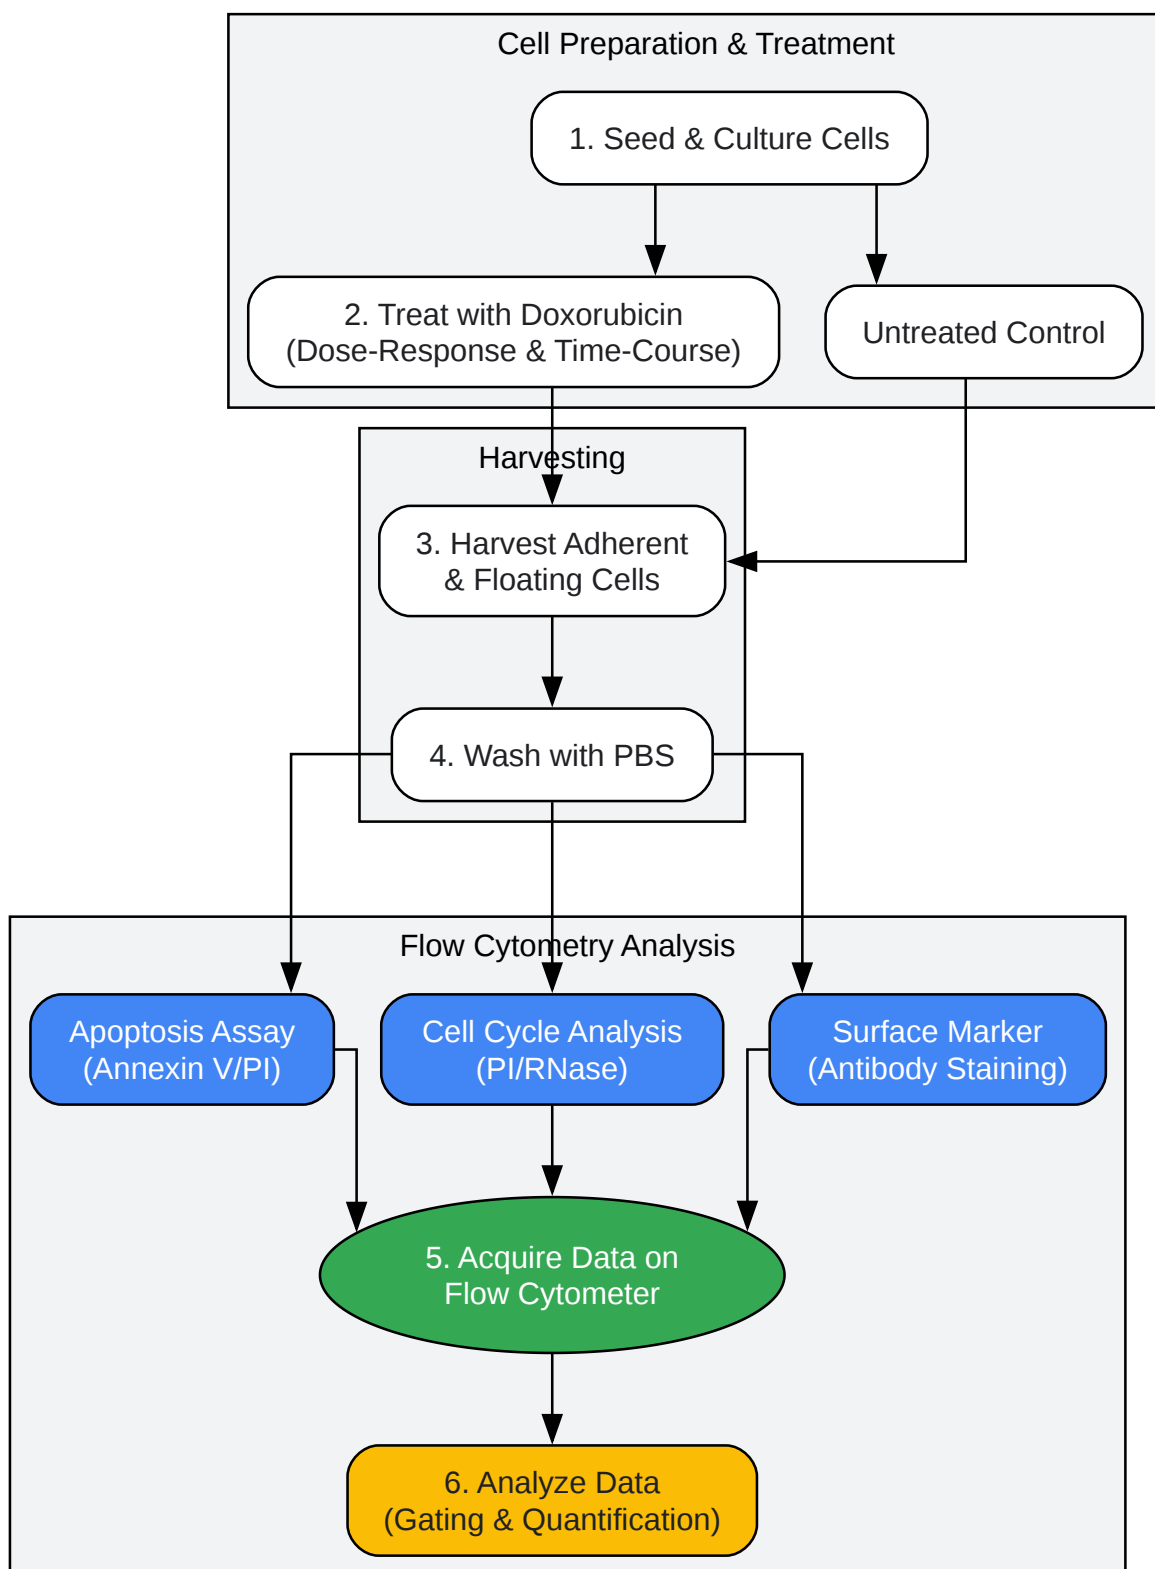 Cell Preparation & Treatment
1. Seed & Culture Cells
2. Treat with Doxorubicin
(Dose-Response & Time-Course)
Untreated Control
Harvesting
3. Harvest Adherent
& Floating Cells
4. Wash with PBS
Flow Cytometry Analysis
Apoptosis Assay
(Annexin V/PI)
Cell Cycle Analysis
(PI/RNase)
Surface Marker
(Antibody Staining)
5. Acquire Data on
Flow Cytometer
6. Analyze Data
(Gating & Quantification)